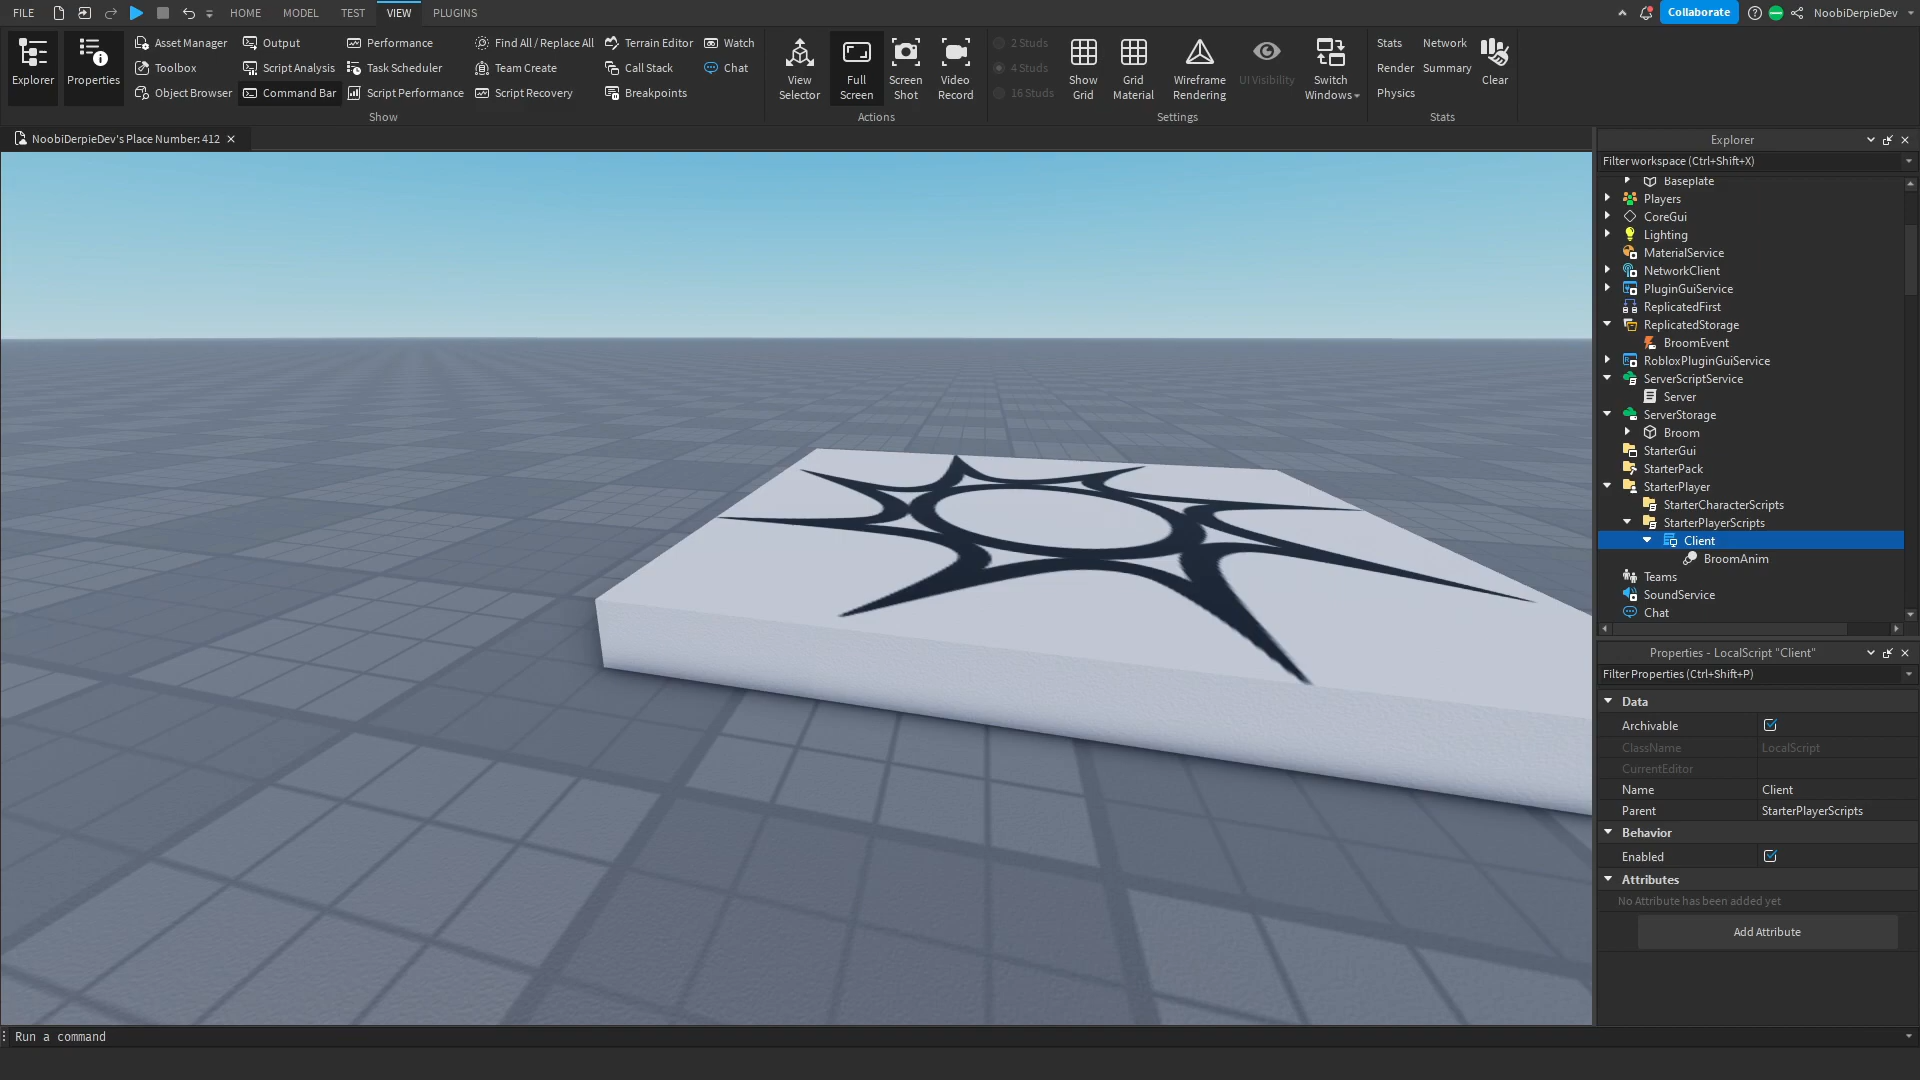 FILE
HOME
MODEL
TEST
VIEW
PLUGINS
Collaborate
NoobiDerpieDev
Explorer
Properties
Asset Manager
Toolbox
Object Browser
Output
Script Analysis
Command Bar
Performance
Task Scheduler
Script Performance
Find All / Replace All
Team Create
Script Recovery
Terrain Editor
Call Stack
Breakpoints
Watch
Chat
Show
View
Selector
Full
Screen
Screen
Shot
Video
Record
Actions
2 Studs
4 Studs
16 Studs
Show
Grid
Grid
Material
Wireframe
Rendering
UI Visibility
Switch
Windows
Settings
Stats
Network
Render
Summary
Physics
Clear
Stats
NoobiDerpieDev's Place Number: 412
Explorer
Filter workspace (Ctrl+Shift+X)
Baseplate
Players
CoreGui
Lighting
MaterialService
NetworkClient
PluginGuiService
ReplicatedFirst
ReplicatedStorage
BroomEvent
RobloxPluginGuiService
ServerScriptService
Server
ServerStorage
Broom
StarterGui
StarterPack
StarterPlayer
StarterCharacterScripts
StarterPlayerScripts
Client
BroomAnim
Teams
SoundService
Chat
Properties - LocalScript "Client"
Filter Properties (Ctrl+Shift+P)
Data
Archivable
ClassName LocalScript
CurrentEditor
Name Client
Parent StarterPlayerScripts
Behavior
Enabled
Attributes
No Attribute has been added yet
Add Attribute
Run a command